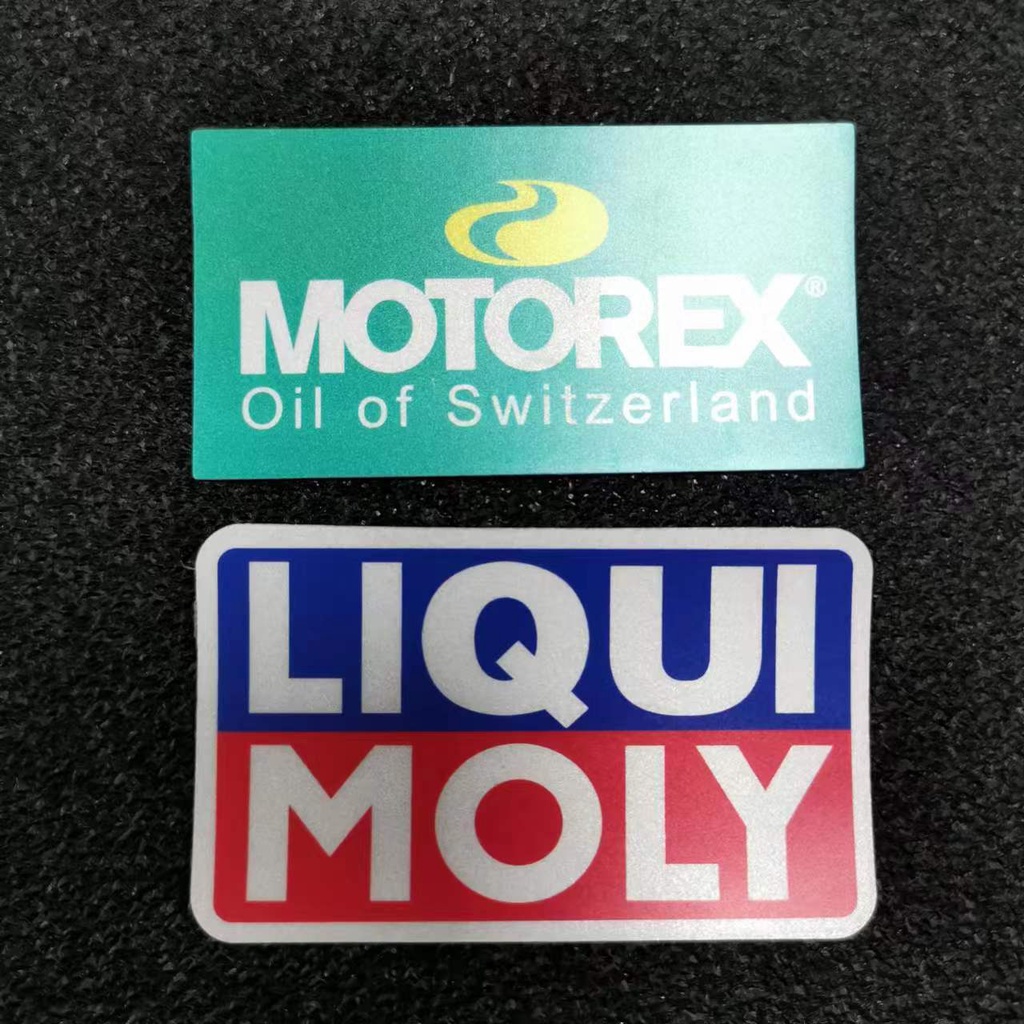 MOTOREX®
Oil of Switzerland
LIQUI
MOLY